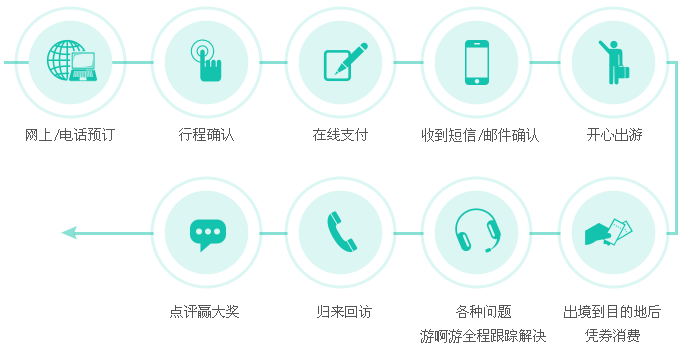 网上/电话预订
行程确认
在线支付
收到短信/邮件确认
开心出游
点评赢大奖
归来回访
各种问题
游啊游全程跟踪解决
出境到目的地后
凭券消费